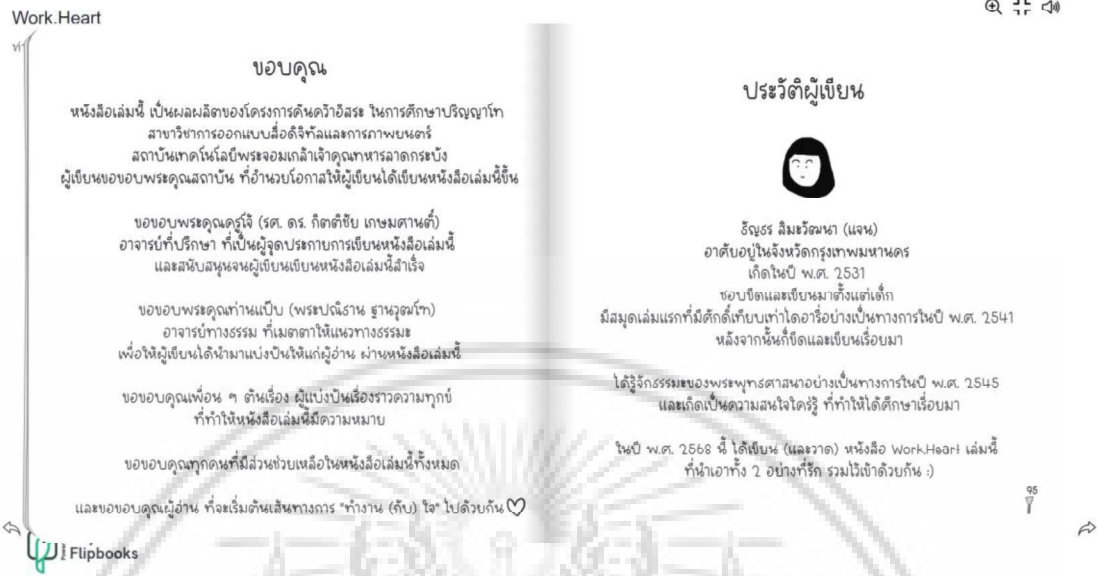 Work.Heart
ขอบคุณ
หนังสือเล่มนี้ เป็นผลผลิตของโครงการค้นคว้าอิสระ ในการศึกษาปริญญาโท
สาขาวิชาการออกแบบสื่อดิจิทัลและการภาพยนตร์
สถาบันเทคโนโลยีพระจอมเกล้าเจ้าคุณทหารลาดกระบัง
ผู้เขียนขอขอบพระคุณสถาบัน ที่อำนวยโอกาสให้ผู้เขียนได้เขียนหนังสือเล่มนี้ขึ้น
ขอขอบพระคุณครูโจ้ (รศ. ดร. กิตติชัย เกษมศานติ์)
อาจารย์ที่ปรึกษา ที่เป็นผู้จุดประกายการเขียนหนังสือเล่มนี้
และสนับสนุนจนผู้เขียนเขียนหนังสือเล่มนี้สำเร็จ
ขอขอบพระคุณท่านแป๊บ (พระปณิธาน ฐานวุฑโฒ)
อาจารย์ทางธรรม ที่เมตตาให้แนวทางธรรมะ
เพื่อให้ผู้เขียนได้นำมาแบ่งปันให้แก่ผู้อ่าน ผ่านหนังสือเล่มนี้
ขอขอบคุณเพื่อน ๆ ต้นเรื่อง ผู้แบ่งปันเรื่องราวความทุกข์
ที่ทำให้หนังสือเล่มนี้มีความหมาย
ขอขอบคุณทุกคนที่มีส่วนช่วยเหลือในหนังสือเล่มนี้ทั้งหมด
และขอขอบคุณผู้อ่าน ที่จะเริ่มต้นเส้นทางการ "ทำงาน (กับ) ใจ" ไปด้วยกัน
Flipbooks
ประวัติผู้เขียน
ธัญธร สิมะวัฒนา (แจน)
อาศัยอยู่ในจังหวัดกรุงเทพมหานคร
เกิดในปี พ.ศ. 2531
ชอบขีดและเขียนมาตั้งแต่เด็ก
มีสมุดเล่มแรกที่มีศักดิ์เทียบเท่าไดอารี่อย่างเป็นทางการในปี พ.ศ. 2541
หลังจากนั้นก็ขีดและเขียนเรื่อยมา
ได้รู้จักธรรมะของพระพุทธศาสนาอย่างเป็นทางการในปี พ.ศ. 2545
และเกิดเป็นความสนใจใคร่รู้ ที่ทำให้ได้ศึกษาเรื่อยมา
ในปี พ.ศ. 2568 นี้ ได้เขียน (และวาด) หนังสือ Work.Heart เล่มนี้
ที่นำเอาทั้ง 2 อย่างที่รัก รวมไว้เข้าด้วยกัน :)
95